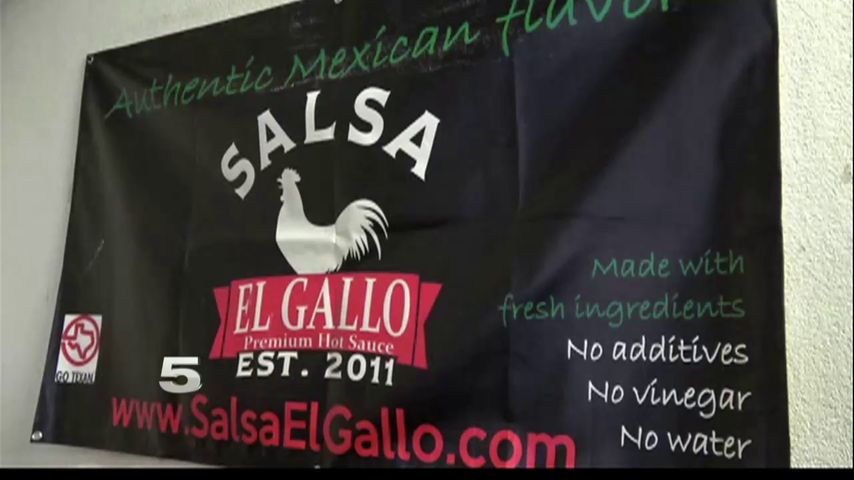 Authentic Mexican flavor
SALSA
EL GALLO
Premium Hot Sauce
EST. 2011
GO TEXAN
5
www.SalsaElGallo.com
Made with
fresh ingredients
No additives
No vinegar
No water